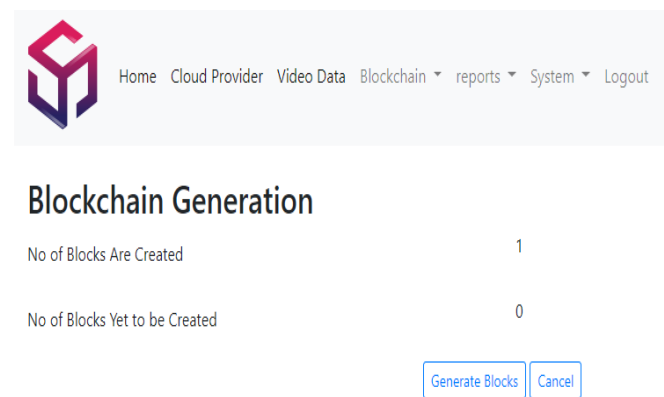 Home Cloud Provider Video Data Blockchain reports System Logout
Blockchain Generation
No of Blocks Are Created 1
No of Blocks Yet to be Created 0
Generate Blocks Cancel